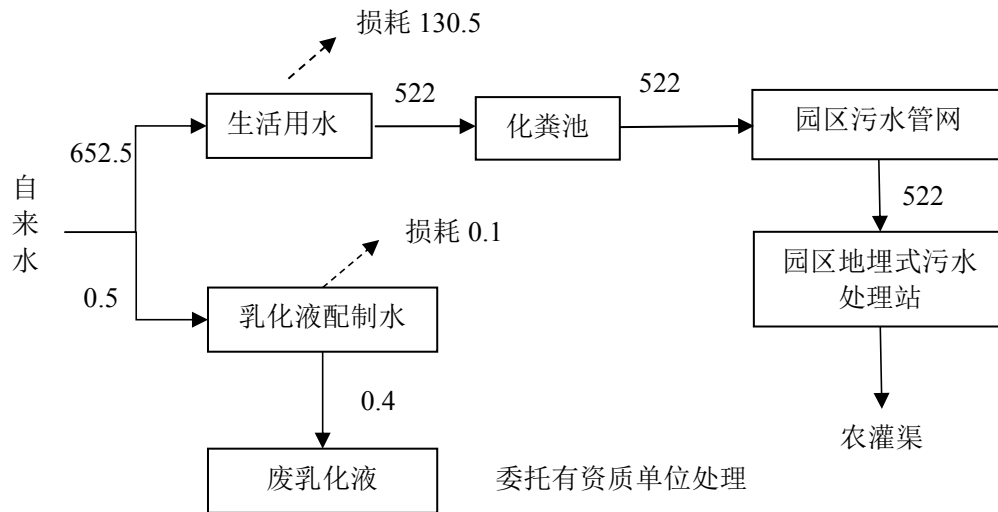 损耗 130.5
生活用水
522
化粪池
522
园区污水管网
652.5
自来水
522
损耗 0.1
园区地埋式污水
处理站
0.5
乳化液配制水
0.4
农灌渠
废乳化液
委托有资质单位处理